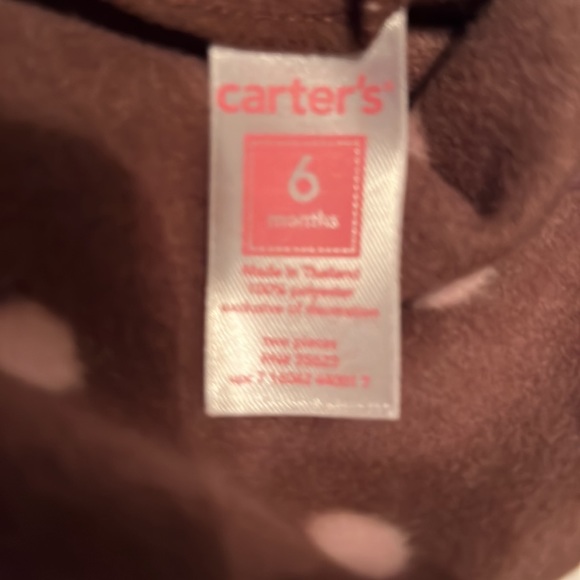 carter's
6
months
Made in Thailand
100% polyester
exclusive of decoration
two pieces